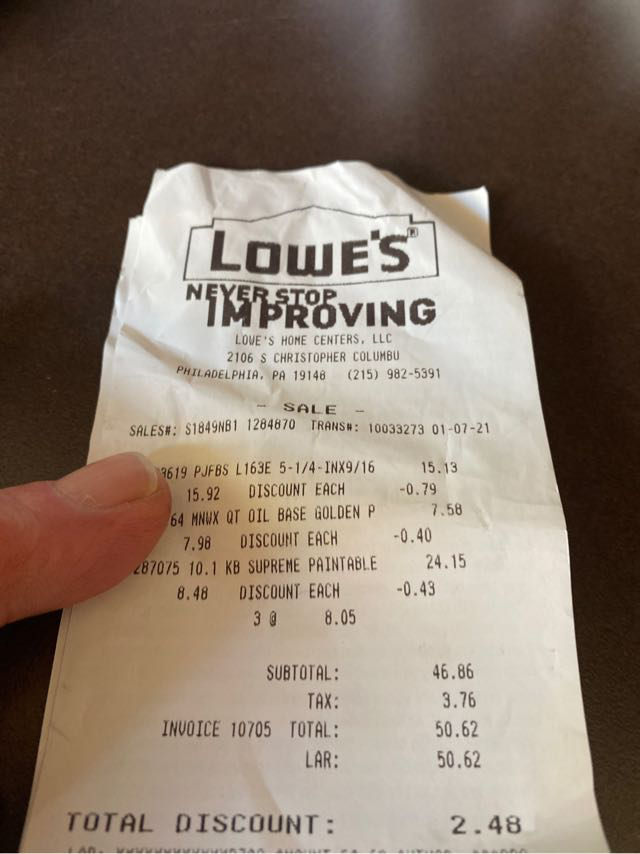 LOWE'S®
NEVER STOP
IMPROVING
LOWE'S HOME CENTERS, LLC
2106 S CHRISTOPHER COLUMBU
PHILADELPHIA, PA 19148 (215) 982-5391
- SALE -
SALES#: S1849NB1 1284870 TRANS#: 10033273 01-07-21
3619 PJFBS L163E 5-1/4-INX9/16 15.13
15.92 DISCOUNT EACH -0.79
64 MNWX QT OIL BASE GOLDEN P 7.58
7.98 DISCOUNT EACH -0.40
287075 10.1 KB SUPREME PAINTABLE 24.15
8.48 DISCOUNT EACH -0.43
3 @ 8.05
SUBTOTAL: 46.86
TAX: 3.76
INVOICE 10705 TOTAL: 50.62
LAR: 50.62
TOTAL DISCOUNT: 2.48